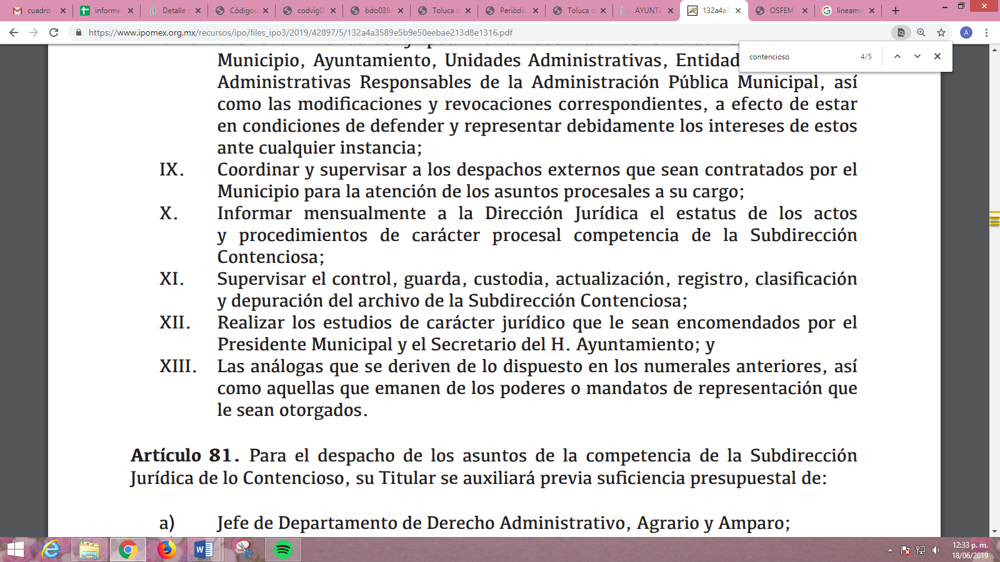 cuadro
informe
Detalle
Códigos
codvig0
bdo039
Toluca d
Periódic
Toluca d
AYUNTA
132a4a3
OSFEM
lineamie
https://www.ipomex.org.mx/recursos/ipo/files_ipo3/2019/42897/5/132a4a3589e5b9e50eebae213d8e1316.pdf
A
contencioso 4/5
Municipio, Ayuntamiento, Unidades Administrativas, Entidad
Administrativas Responsables de la Administración Pública Municipal, así
como las modificaciones y revocaciones correspondientes, a efecto de estar
en condiciones de defender y representar debidamente los intereses de estos
ante cualquier instancia;
IX. Coordinar y supervisar a los despachos externos que sean contratados por el
Municipio para la atención de los asuntos procesales a su cargo;
X. Informar mensualmente a la Dirección Jurídica el estatus de los actos
y procedimientos de carácter procesal competencia de la Subdirección
Contenciosa;
XI. Supervisar el control, guarda, custodia, actualización, registro, clasificación
y depuración del archivo de la Subdirección Contenciosa;
XII. Realizar los estudios de carácter jurídico que le sean encomendados por el
Presidente Municipal y el Secretario del H. Ayuntamiento; y
XIII. Las análogas que se deriven de lo dispuesto en los numerales anteriores, así
como aquellas que emanen de los poderes o mandatos de representación que
le sean otorgados.
Artículo 81. Para el despacho de los asuntos de la competencia de la Subdirección
Jurídica de lo Contencioso, su Titular se auxiliará previa suficiencia presupuestal de:
a) Jefe de Departamento de Derecho Administrativo, Agrario y Amparo;
12:33 p. m.
18/06/2019